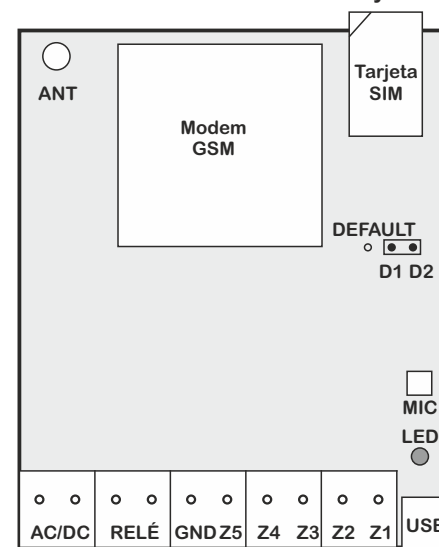 Tarjeta
SIM
ANT
Modem
GSM
DEFAULT
D1 D2
MIC
LED
AC/DC RELÉ GND Z5 Z4 Z3 Z2 Z1